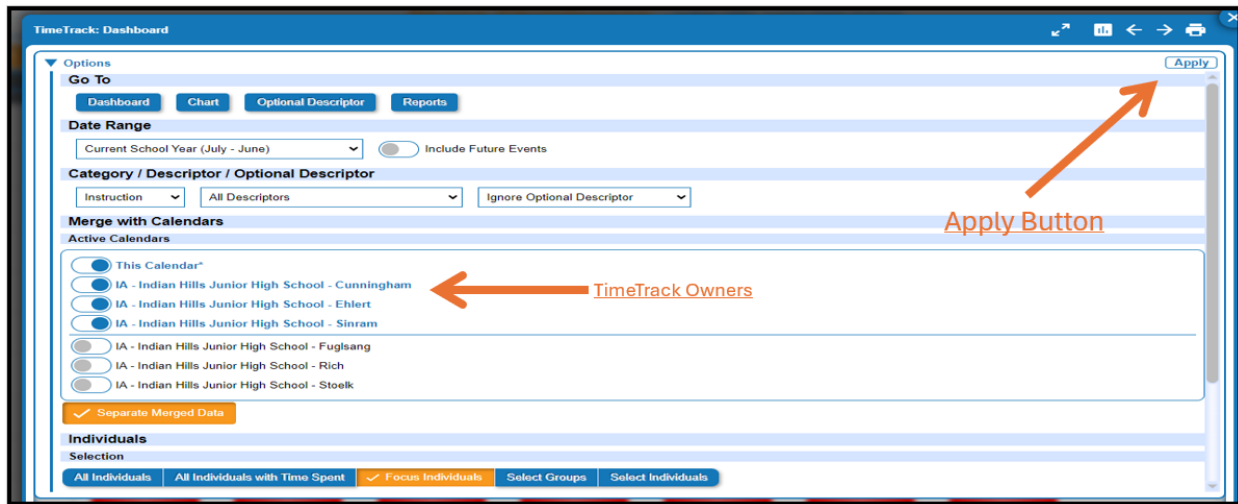 TimeTrack: Dashboard
Options
Apply
Go To
Dashboard Chart Optional Descriptor Reports
Date Range
Current School Year (July - June) Include Future Events
Category / Descriptor / Optional Descriptor
Instruction All Descriptors Ignore Optional Descriptor
Apply Button
Merge with Calendars
Active Calendars
This Calendar*
IA - Indian Hills Junior High School - Cunningham
TimeTrack Owners
IA - Indian Hills Junior High School - Ehlert
IA - Indian Hills Junior High School - Sinram
IA - Indian Hills Junior High School - Fuglsang
IA - Indian Hills Junior High School - Rich
IA - Indian Hills Junior High School - Stoelk
Separate Merged Data
Individuals
Selection
All Individuals All Individuals with Time Spent Focus Individuals Select Groups Select Individuals